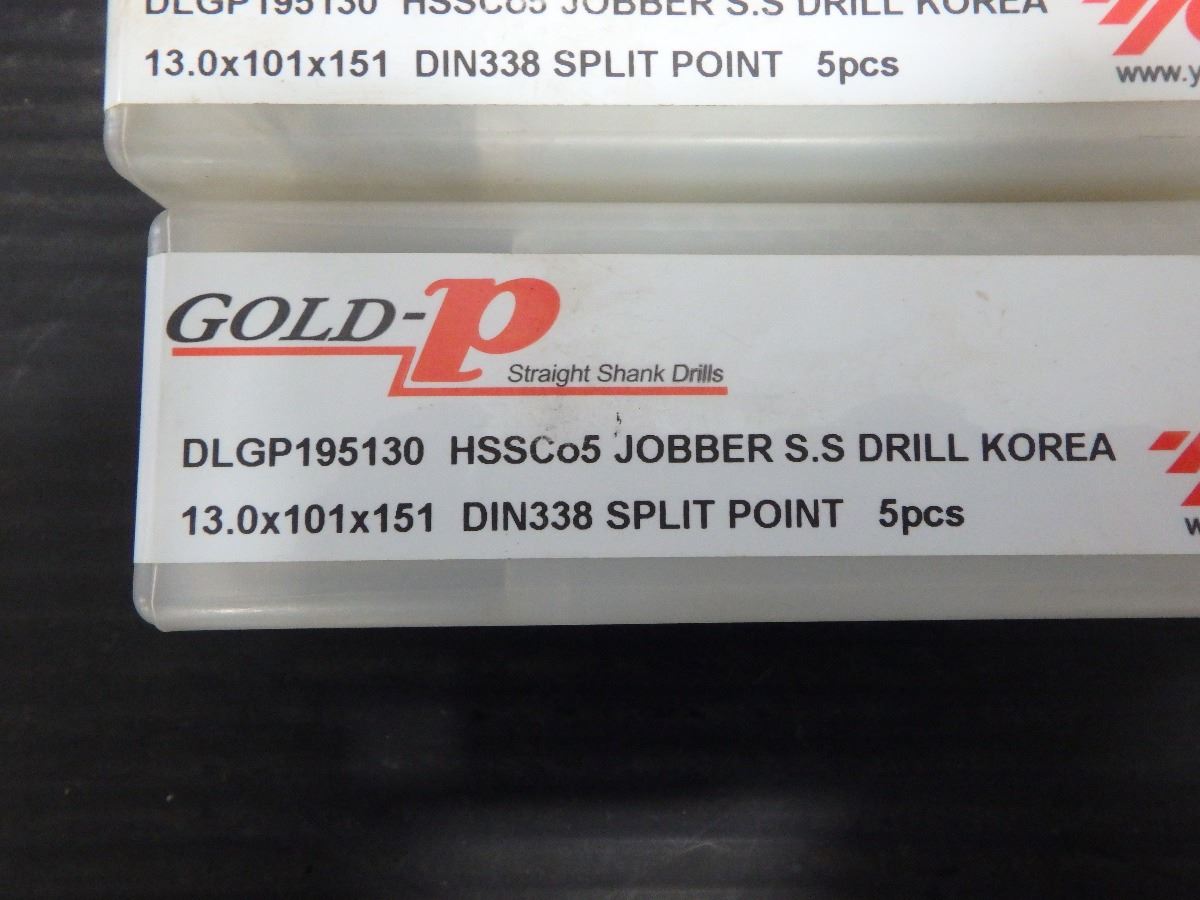 DLGP195130 HSSCo5 JOBBER S.S DRILL KOREA
13.0x101x151 DIN338 SPLIT POINT 5pcs
www.y
GOLD-P
Straight Shank Drills
DLGP195130 HSSCo5 JOBBER S.S DRILL KOREA
13.0x101x151 DIN338 SPLIT POINT 5pcs
w